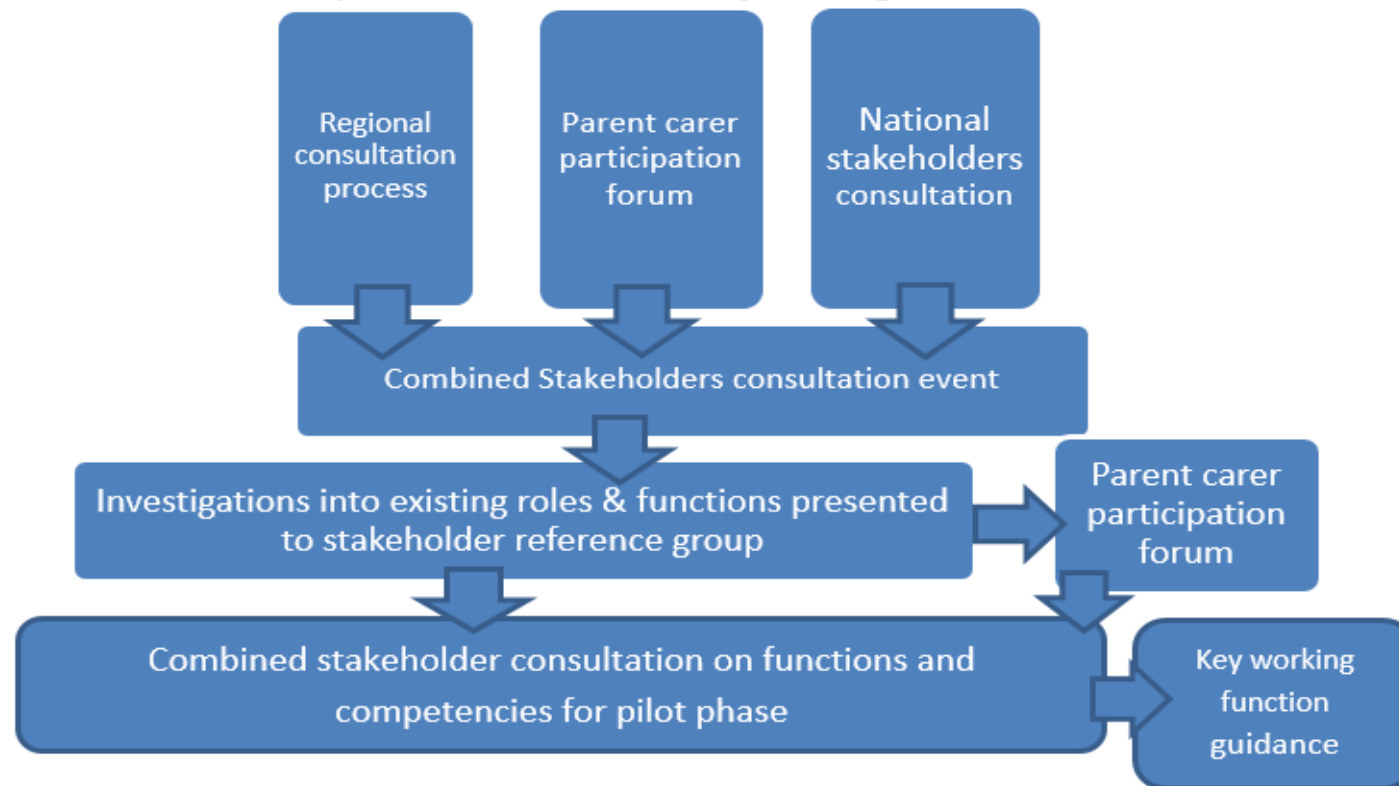 Regional
consultation
process
Parent carer
participation
forum
National
stakeholders
consultation
Combined Stakeholders consultation event
Investigations into existing roles & functions presented
to stakeholder reference group
Parent carer
participation
forum
Combined stakeholder consultation on functions and
competencies for pilot phase
Key working
function
guidance